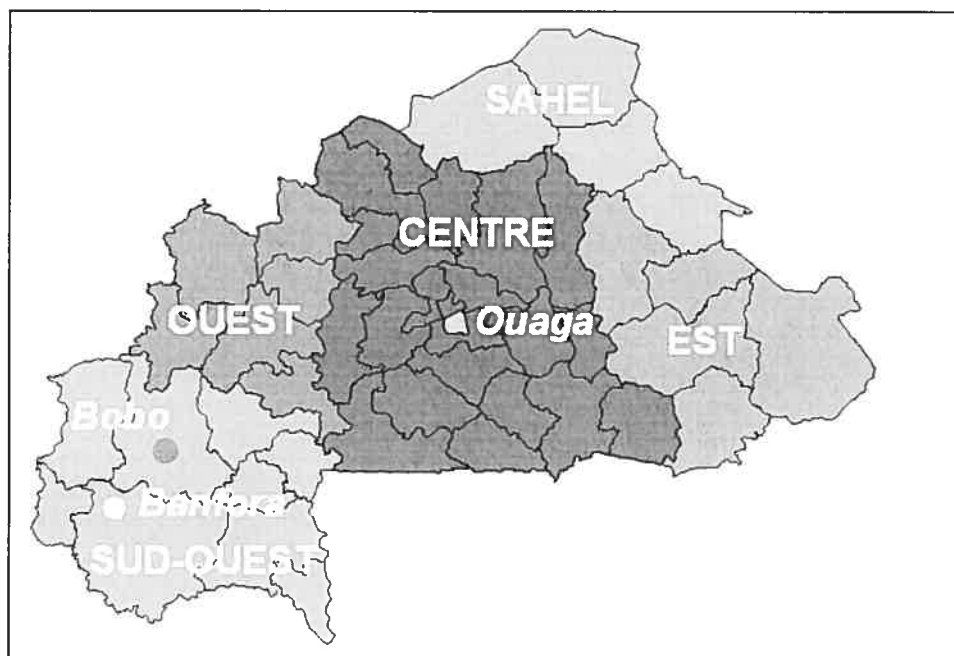 SAHEL
CENTRE
OUEST
Ouaga
EST
Bobo
Banfora
SUD-OUEST